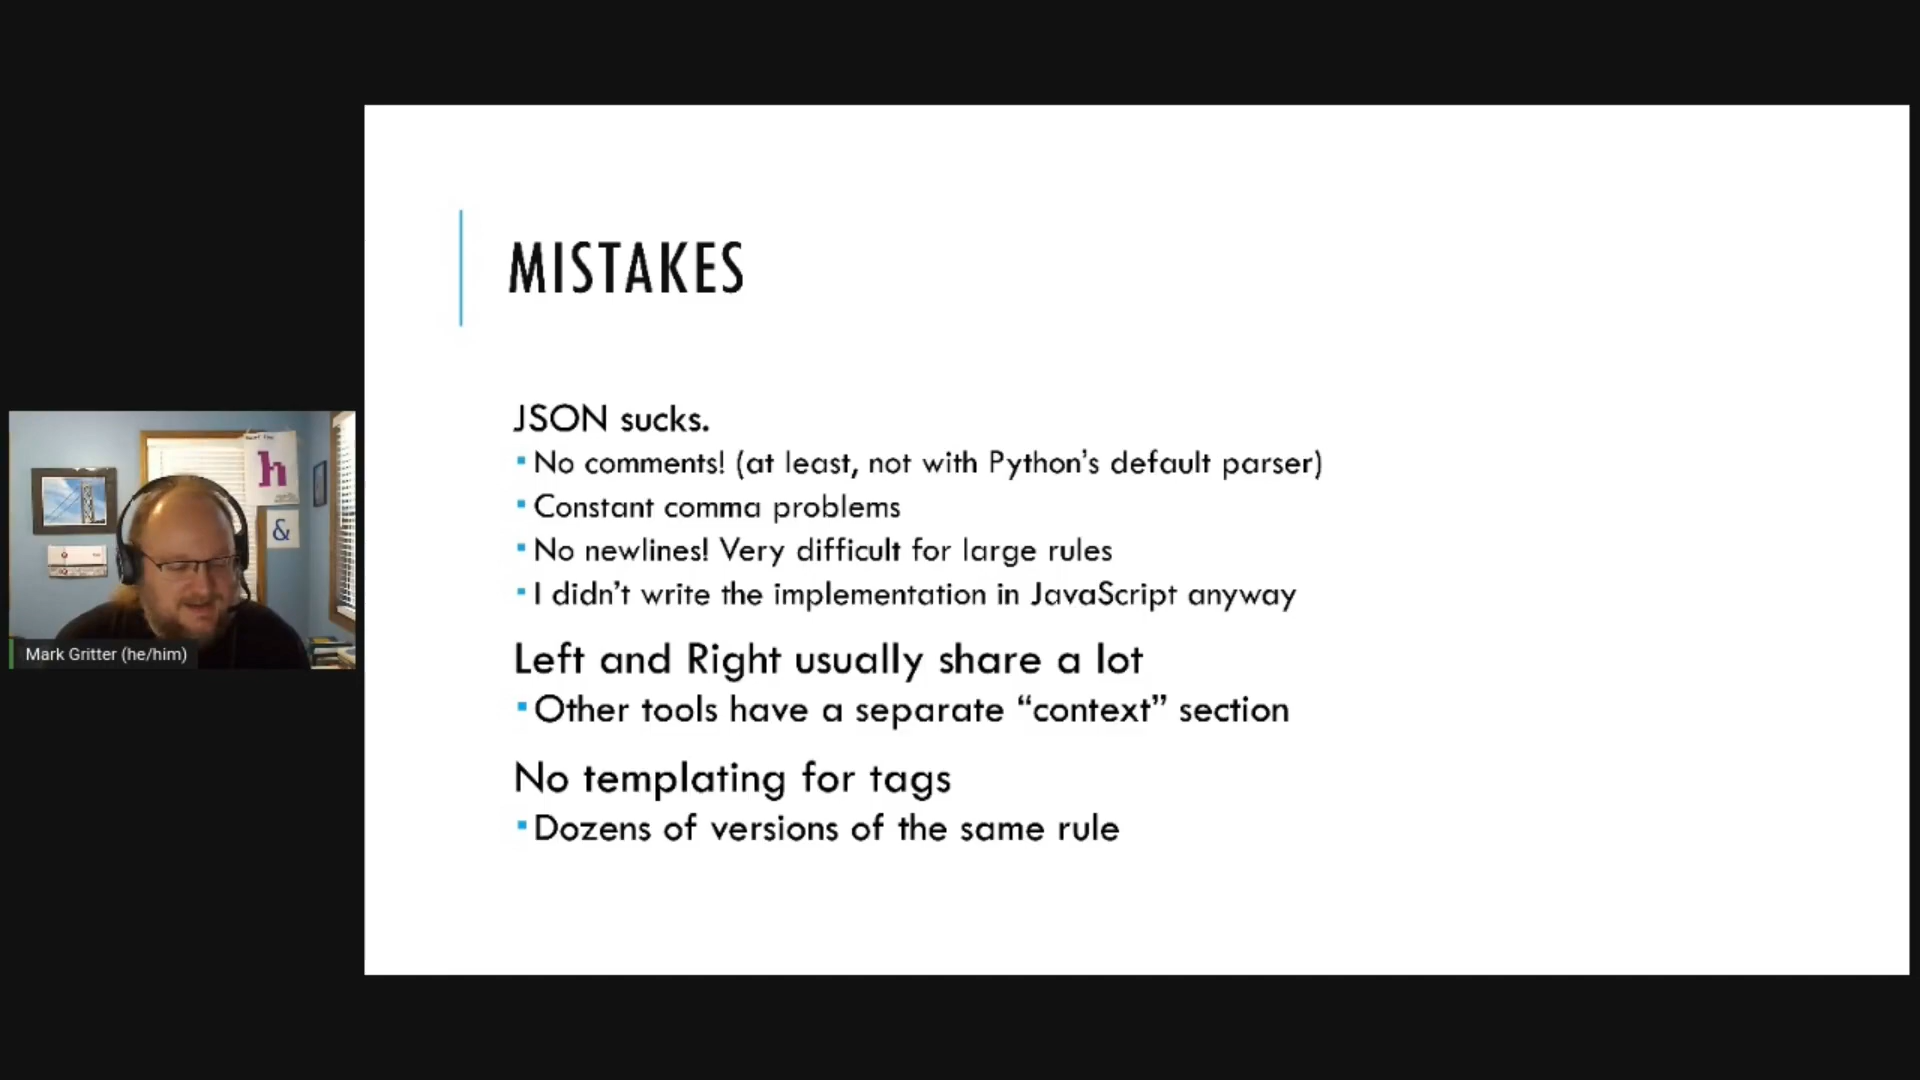 MISTAKES
JSON sucks.
No comments! (at least, not with Python's default parser)
Constant comma problems
No newlines! Very difficult for large rules
I didn't write the implementation in JavaScript anyway
Left and Right usually share a lot
Other tools have a separate “context” section
No templating for tags
Dozens of versions of the same rule
h
&
Mark Gritter (he/him)